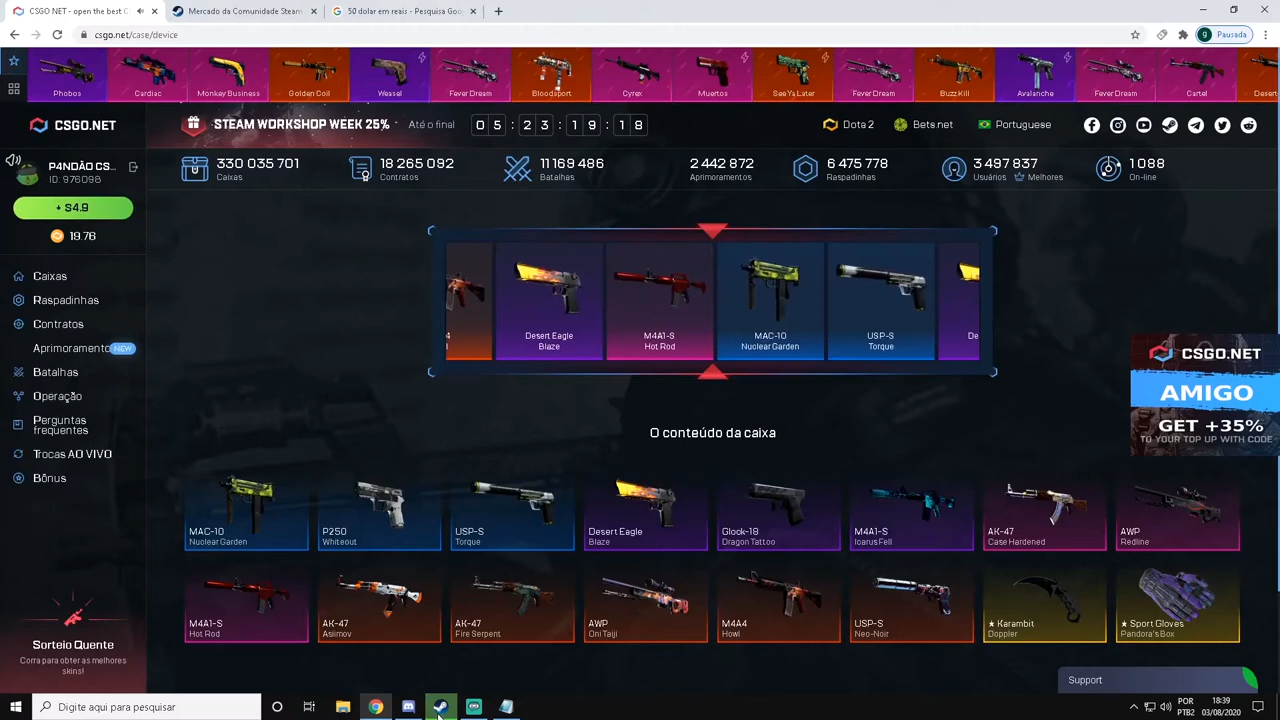 CSGO NET - open the best C
Mercado da Comunidade Steam
50 dolar em reais - Pesquisa Goo
csgo.net/case/device
g
Pausada
Phobos
Cardiac
Monkey Business
Golden Coil
Weasel
Fever Dream
Bloodsport
Cyrex
Muertos
See Ya Later
Fever Dream
Buzz Kill
Avalanche
Fever Dream
Cartel
Desert
CSGO.NET
STEAM WORKSHOP WEEK 25%
Até o final
0 5 : 2 3 : 1 9 : 1 8
Dota 2
Bets.net
Portuguese
P4NDÃO CS...
ID: 976098
330 035 701
Caixas
18 265 092
Contratos
11 169 486
Batalhas
2 442 872
Aprimoramentos
6 475 778
Raspadinhas
3 497 837
Usuários
Melhores
1 088
On-line
+ $4.9
19.76
Caixas
Raspadinhas
Contratos
Aprimoramento NEW
Batalhas
Operação
Perguntas
frequentes
Trocas AO VIVO
Bônus
4
Desert Eagle
Blaze
M4A1-S
Hot Rod
MAC-10
Nuclear Garden
USP-S
Torque
De
CSGO.NET
AMIGO
GET +35%
TO YOUR TOP UP WITH CODE
O conteúdo da caixa
MAC-10
Nuclear Garden
P250
Whiteout
USP-S
Torque
Desert Eagle
Blaze
Glock-18
Dragon Tattoo
M4A1-S
Icarus Fell
AK-47
Case Hardened
AWP
Redline
M4A1-S
Hot Rod
AK-47
Asiimov
AK-47
Fire Serpent
AWP
Oni Taiji
M4A4
Howl
USP-S
Neo-Noir
★ Karambit
Doppler
★ Sport Gloves
Pandora's Box
Sorteio Quente
Corra para obter as melhores
skins!
Support
Digite aqui para pesquisar
POR
PTB2
18:39
03/08/2020